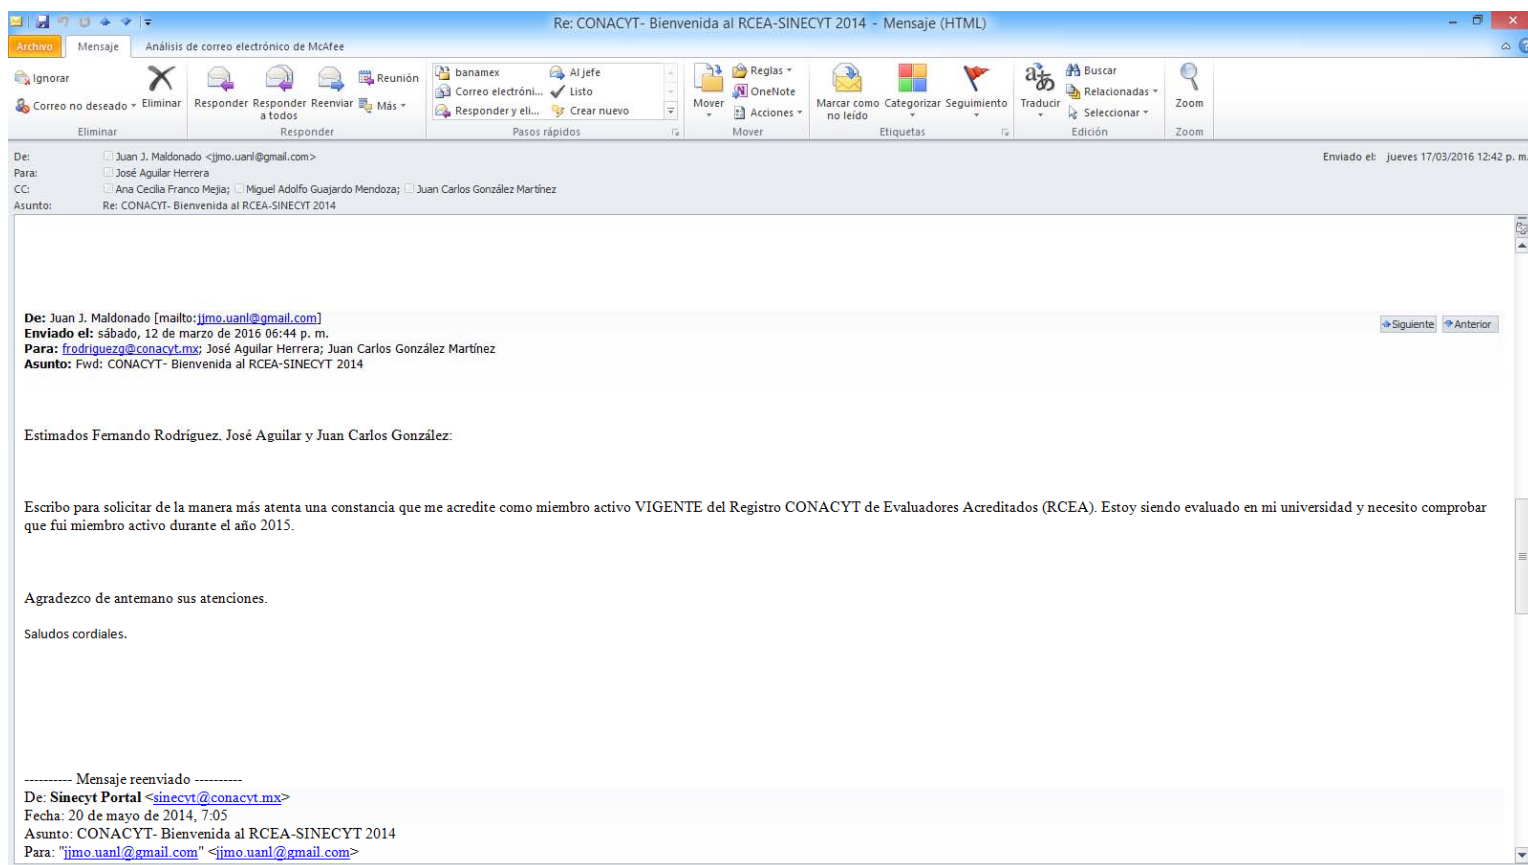 Re: CONACYT- Bienvenida al RCEA-SINECYT 2014 - Mensaje (HTML)
Archivo Mensaje Análisis de correo electrónico de McAfee
Ignorar
Correo no deseado
Eliminar
Eliminar
Responder
Responder a todos
Reenviar
Reunión
Más
Responder
banamex
Correo electróni...
Responder y eli...
Al jefe
Listo
Crear nuevo
Pasos rápidos
Mover
Reglas
OneNote
Acciones
Mover
Marcar como no leído
Categorizar
Seguimiento
Etiquetas
Traducir
Buscar
Relacionadas
Seleccionar
Edición
Zoom
Zoom
De: Juan J. Maldonado <jjmo.uanl@gmail.com> Enviado el: jueves 17/03/2016 12:42 p. m.
Para: José Aguilar Herrera
CC: Ana Cecilia Franco Mejia; Miguel Adolfo Guajardo Mendoza; Juan Carlos González Martínez
Asunto: Re: CONACYT- Bienvenida al RCEA-SINECYT 2014
De: Juan J. Maldonado [mailto:jjmo.uanl@gmail.com]
Siguiente Anterior
Enviado el: sábado, 12 de marzo de 2016 06:44 p. m.
Para: frodriguezg@conacyt.mx; José Aguilar Herrera; Juan Carlos González Martínez
Asunto: Fwd: CONACYT- Bienvenida al RCEA-SINECYT 2014
Estimados Fernando Rodríguez, José Aguilar y Juan Carlos González:
Escribo para solicitar de la manera más atenta una constancia que me acredite como miembro activo VIGENTE del Registro CONACYT de Evaluadores Acreditados (RCEA). Estoy siendo evaluado en mi universidad y necesito comprobar
que fui miembro activo durante el año 2015.
Agradezco de antemano sus atenciones.
Saludos cordiales.
---------- Mensaje reenviado ----------
De: Sinecyt Portal <sinecyt@conacyt.mx>
Fecha: 20 de mayo de 2014, 7:05
Asunto: CONACYT- Bienvenida al RCEA-SINECYT 2014
Para: "jjmo.uanl@gmail.com" <jjmo.uanl@gmail.com>